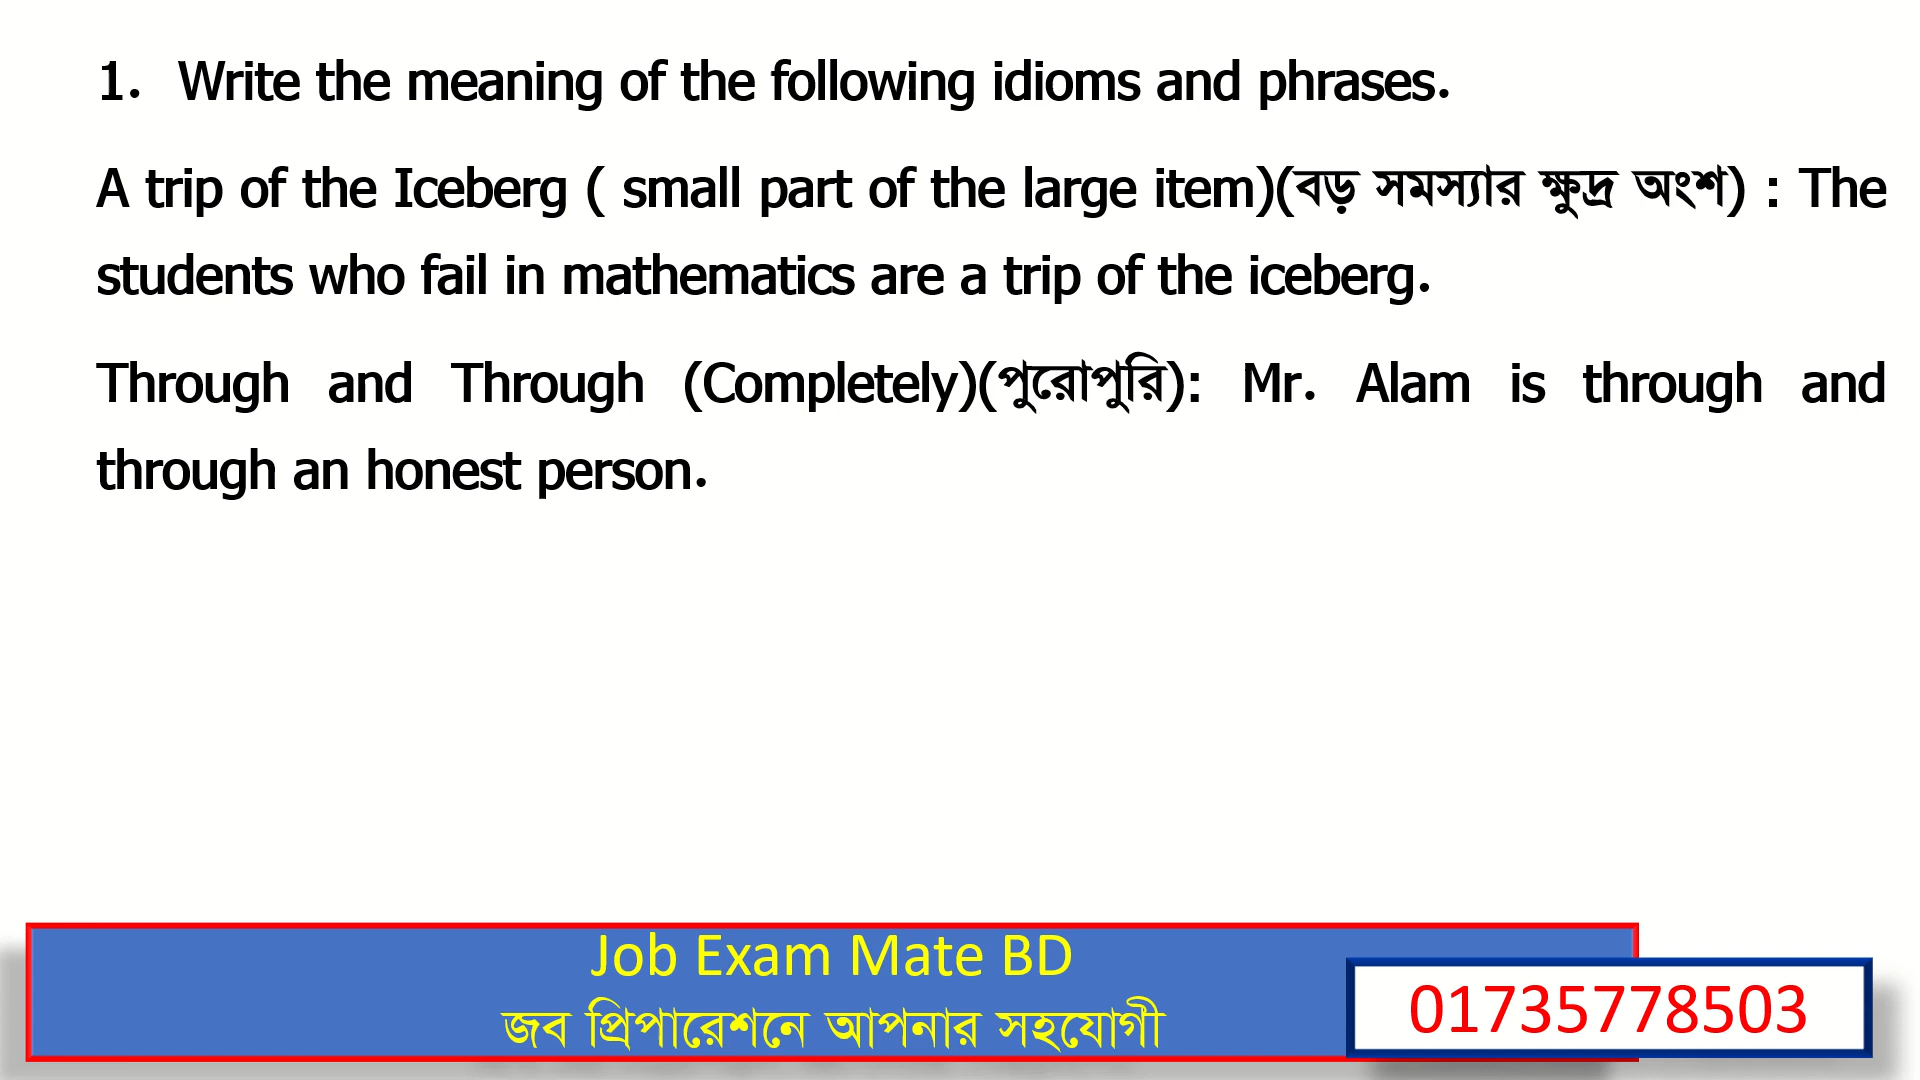 1. Write the meaning of the following idioms and phrases.
A trip of the Iceberg ( small part of the large item)(বড় সমস্যার ক্ষুদ্র অংশ) : The
students who fail in mathematics are a trip of the iceberg.
Through and Through (Completely)(পুরোপুরি): Mr. Alam is through and
through an honest person.
Job Exam Mate BD
জব প্রিপারেশনে আপনার সহযোগী
01735778503